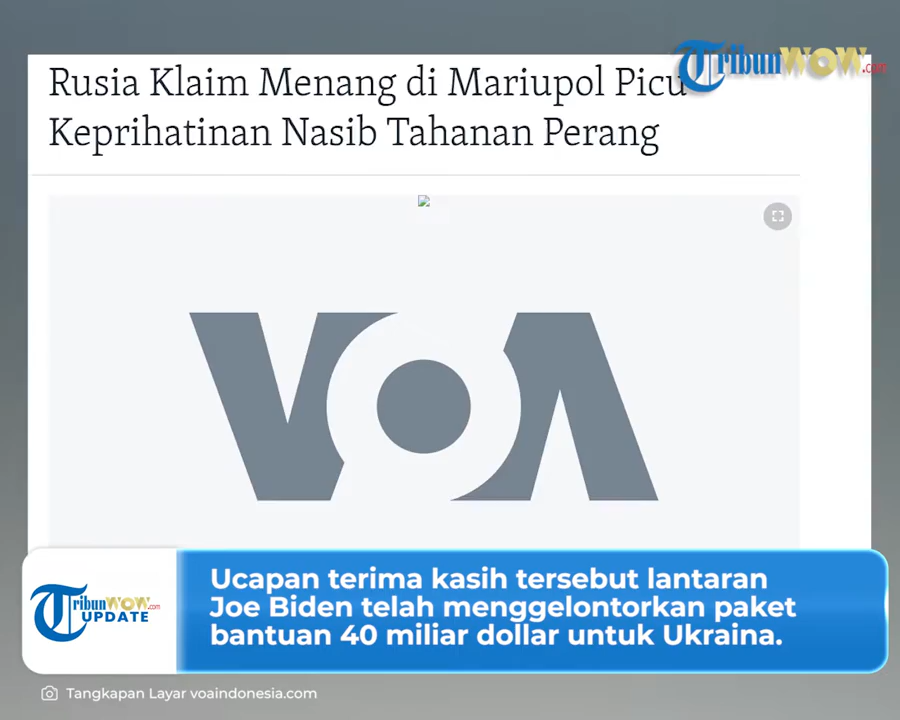 Rusia Klaim Menang di Mariupol Picu
Keprihatinan Nasib Tahanan Perang
TribunWOW.com
VOA
TribunWOW.com
UPDATE
Ucapan terima kasih tersebut lantaran
Joe Biden telah menggelontorkan paket
bantuan 40 miliar dollar untuk Ukraina.
Tangkapan Layar voaindonesia.com